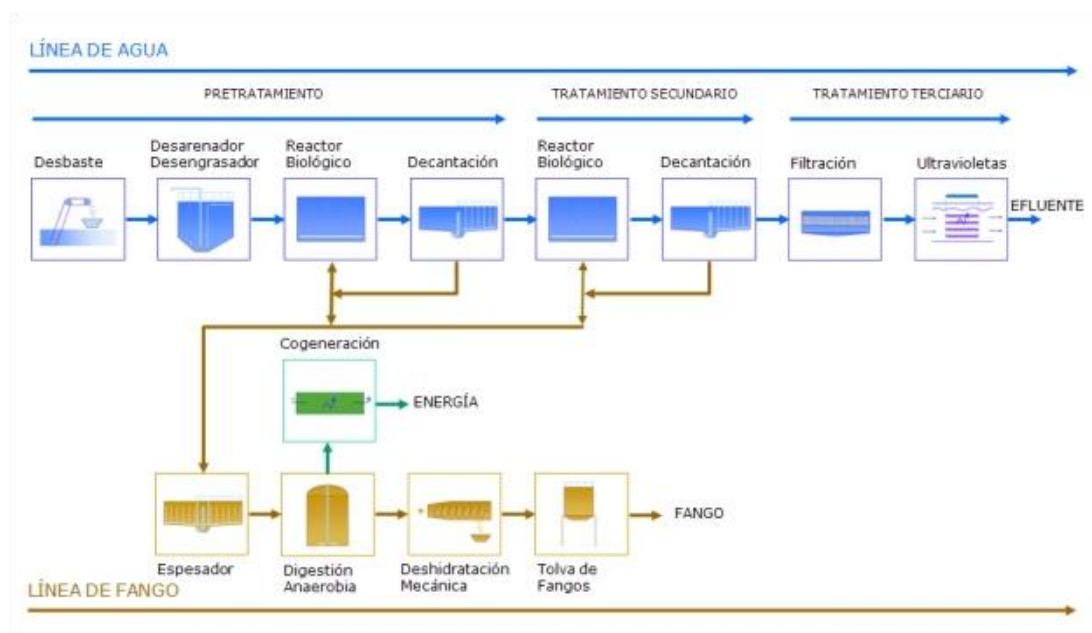 LÍNEA DE AGUA
PRETRATAMIENTO
TRATAMIENTO SECUNDARIO
TRATAMIENTO TERCIARIO
Desbaste
Desarenador
Desengrasador
Reactor
Biológico
Decantación
Reactor
Biológico
Decantación
Filtración
Ultravioletas
EFLUENTE
Cogeneración
ENERGÍA
FANGO
Espesador
Digestión
Anaerobia
Deshidratación
Mecánica
Tolva de
Fangos
LÍNEA DE FANGO